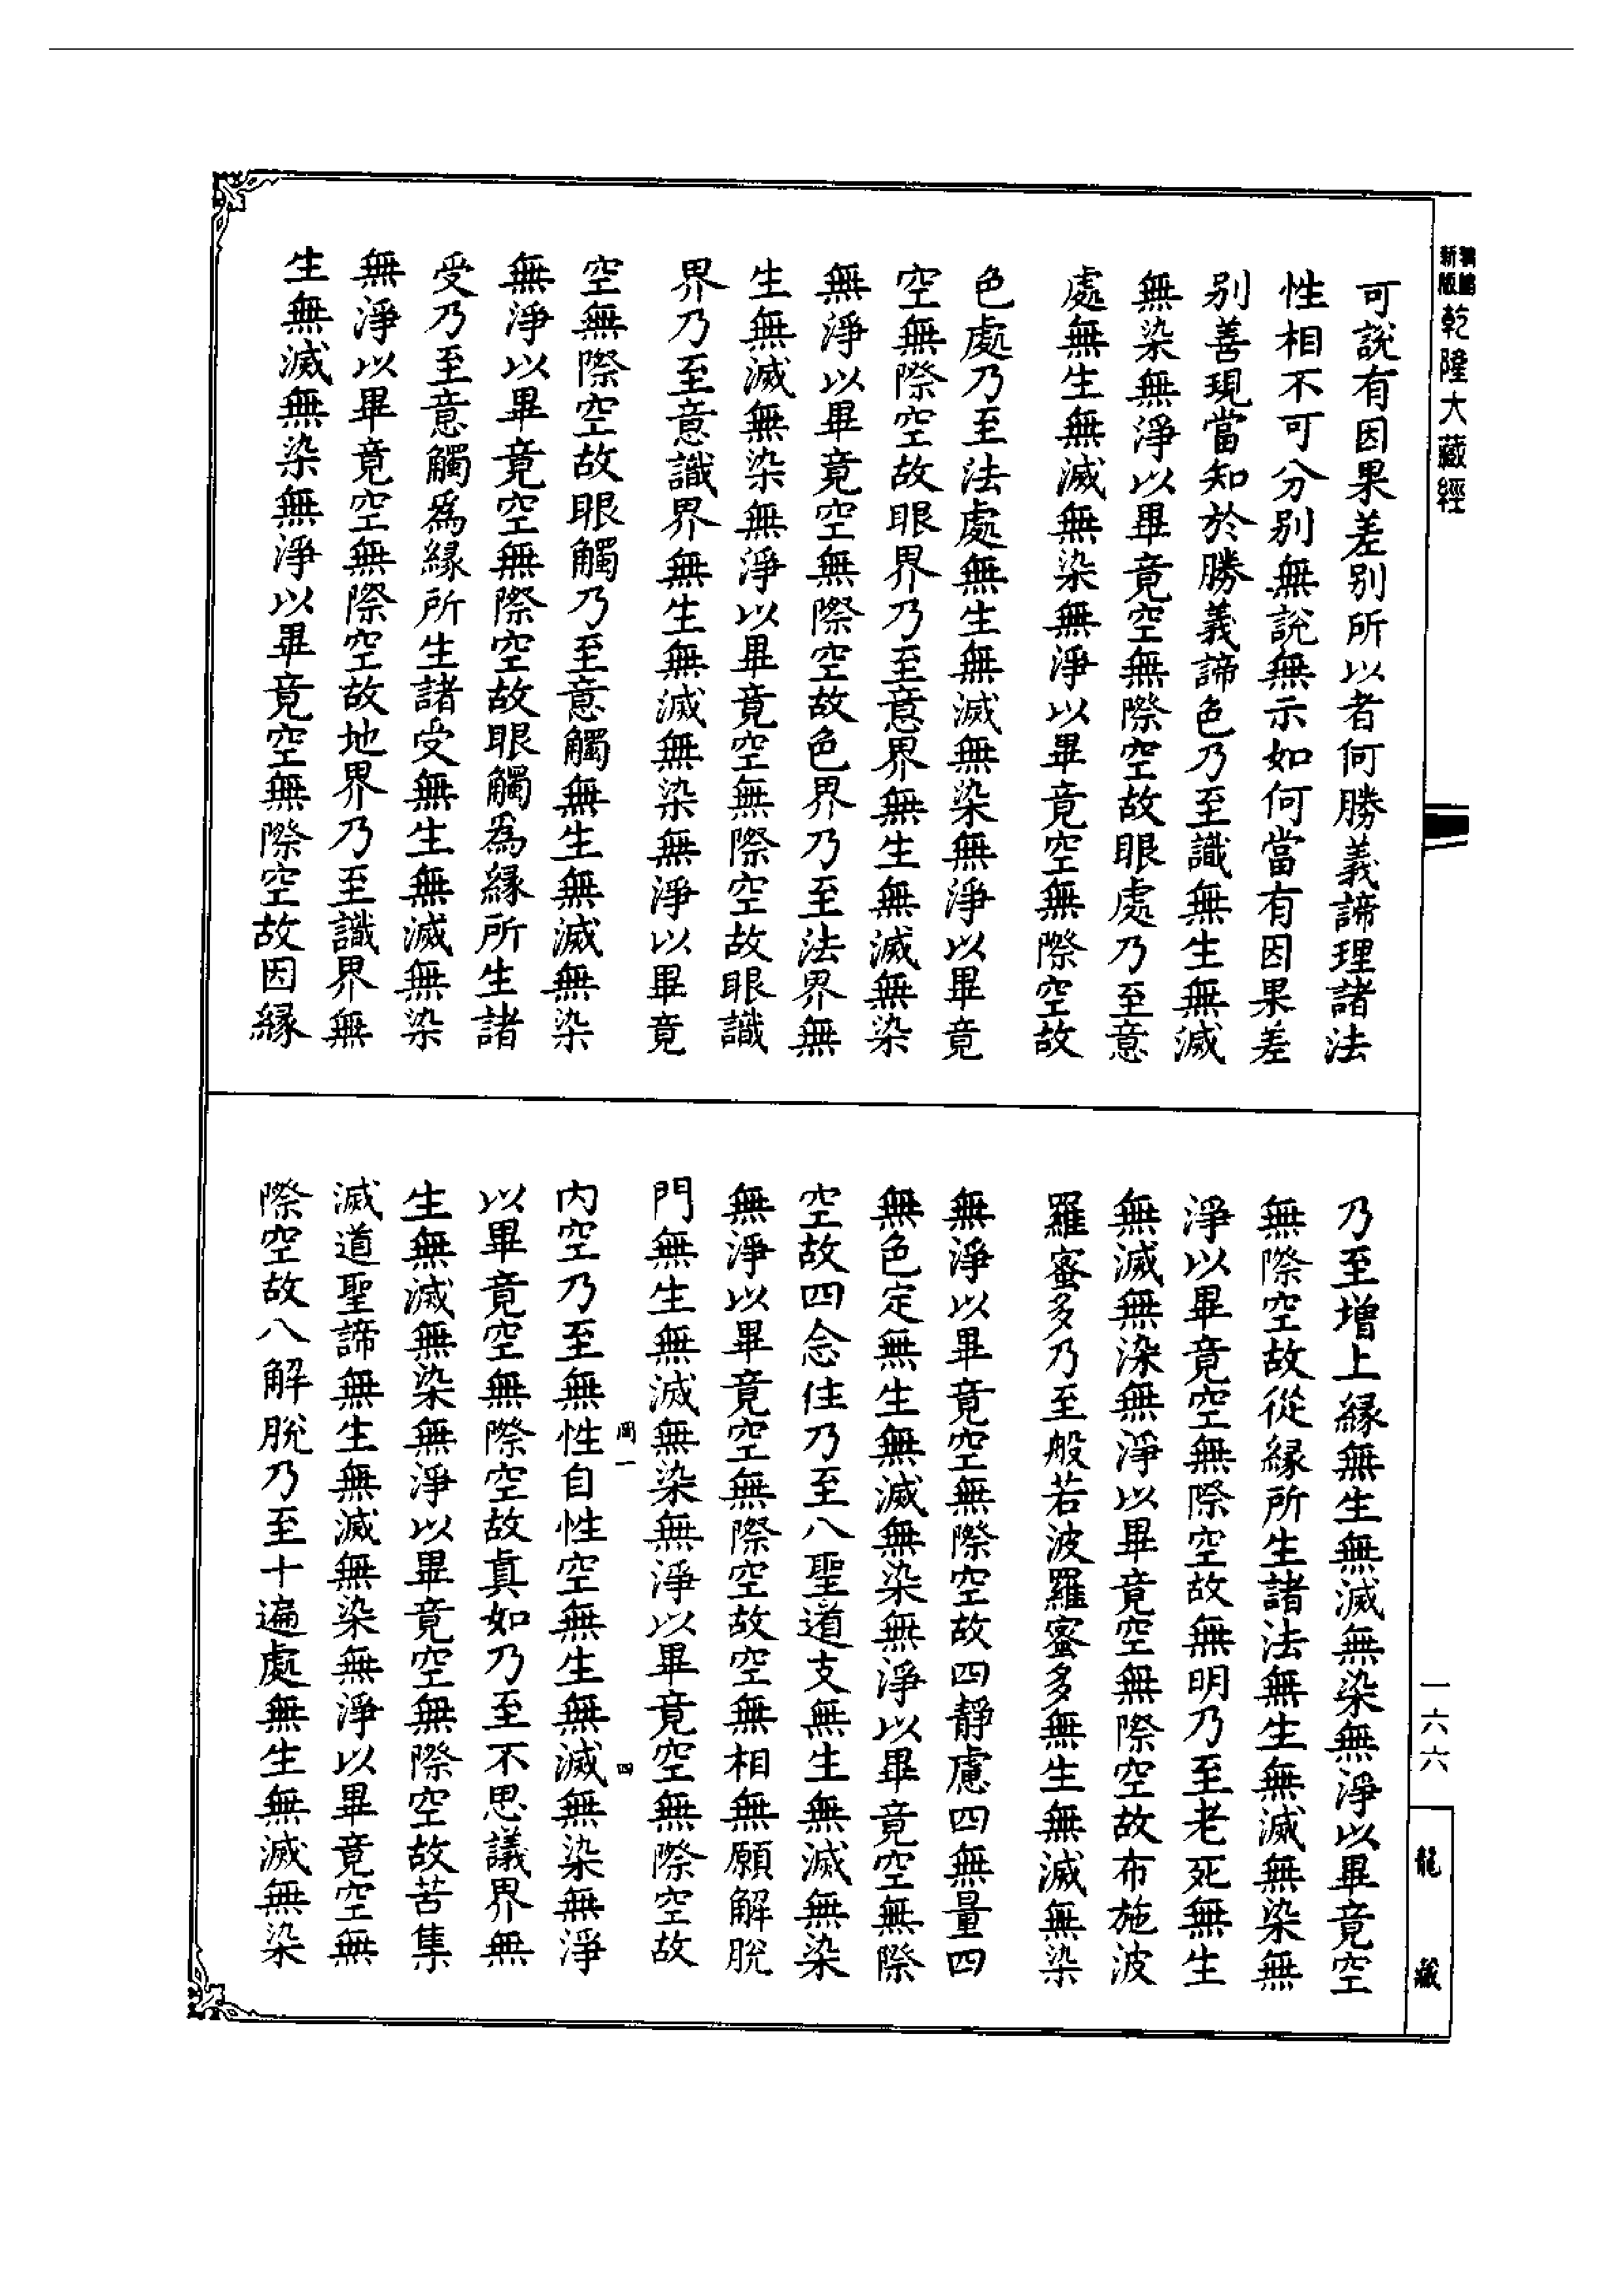 新版
乾隆大藏經
可說有因果差别所以者何勝義諦理諸法
性相不可分别無說無示如何當有因果差
别善現當知於勝義諦色乃至識無生無滅
無染無淨以畢竟空無際空故眼處乃至意
處無生無滅無染無淨以畢竟空無際空故
色處乃至法處無生無滅無染無淨以畢竟
空無際空故眼界乃至意界無生無滅無染
無淨以畢竟空無際空故色界乃至法界無
生無滅無染無淨以畢竟空無際空故眼識
界乃至意識界無生無滅無染無淨以畢竟
空無際空故眼觸乃至意觸無生無滅無染
無淨以畢竟空無際空故眼觸為縁所生諸
受乃至意觸為縁所生諸受無生無滅無染
無淨以畢竟空無際空故地界乃至識界無
生無滅無染無淨以畢竟空無際空故因縁
乃至增上縁無生無滅無染無淨以畢竟空
無際空故從縁所生諸法無生無滅無染無
淨以畢竟空無際空故無明乃至老死無生
無滅無染無淨以畢竟空無際空故布施波
羅蜜多乃至般若波羅蜜多無生無滅無染
無淨以畢竟空無際空故四靜慮四無量四
無色定無生無滅無染無淨以畢竟空無際
空故四念住乃至八聖道支無生無滅無染
無淨以畢竟空無際空故空無相無願解脫
門無生無滅無染無淨以畢竟空無際空故
內空乃至無性自性空無生無滅無染無淨
以畢竟空無際空故真如乃至不思議界無
生無滅無染無淨以畢竟空無際空故苦集
滅道聖諦無生無滅無染無淨以畢竟空無
際空故八解脫乃至十遍處無生無滅無染
一六六
龍藏